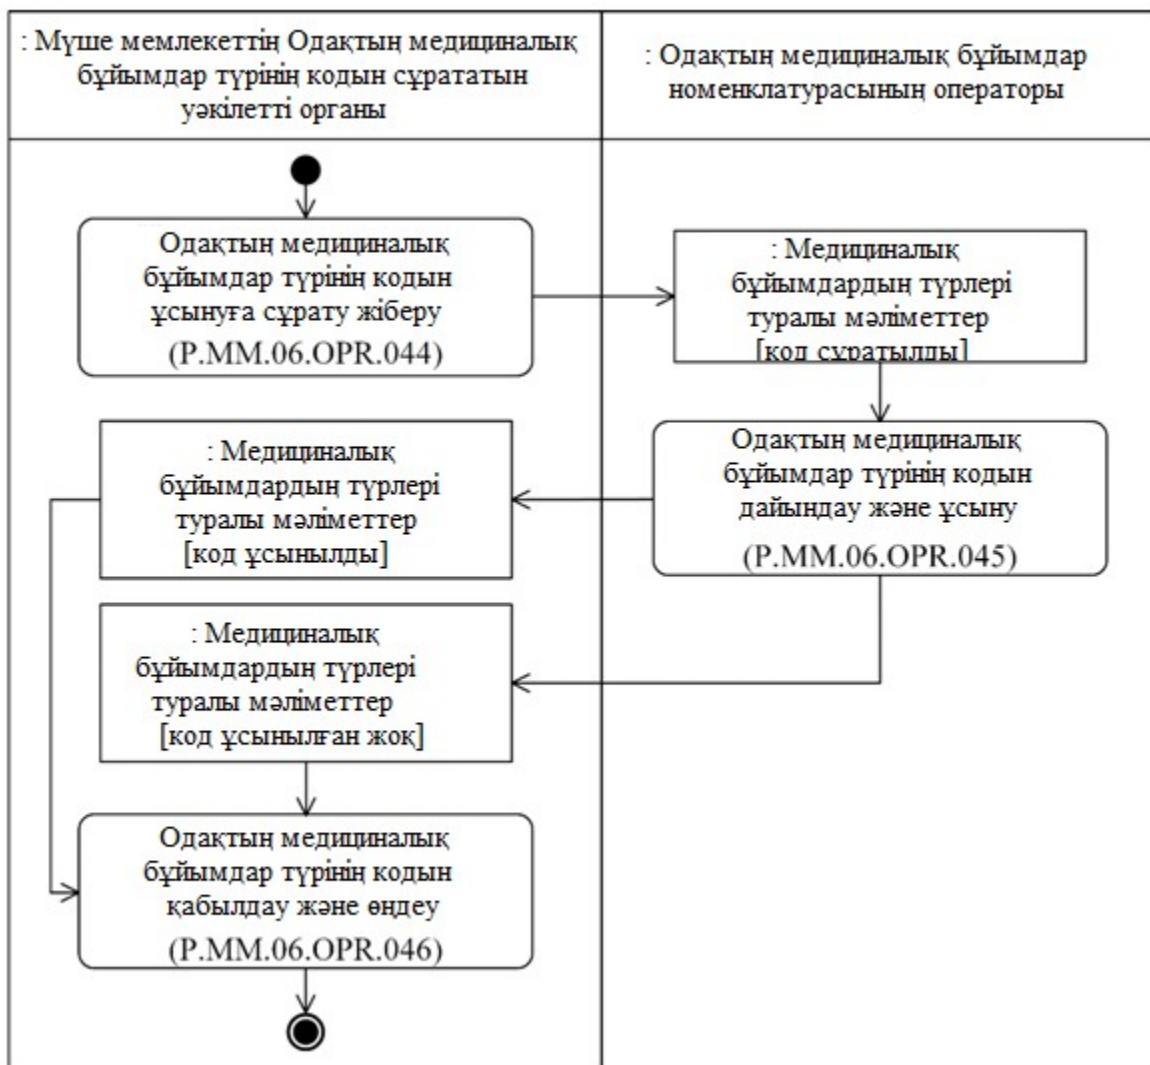 : Мүше мемлекеттің Одақтың медициналық
бұйымдар түрінің кодын сұрататын
уәкілетті органы
: Одақтың медициналық бұйымдар
номенклатурасының операторы
Одақтың медициналық
бұйымдар түрінің кодын
ұсынуға сұрату жіберу
(P.MM.06.OPR.044)
: Медициналық
бұйымдардың түрлері
туралы мәліметтер
[код сұратылды]
Одақтың медициналық
бұйымдар түрінің кодын
дайындау және ұсыну
(P.MM.06.OPR.045)
: Медициналық
бұйымдардың түрлері
туралы мәліметтер
[код ұсынылды]
: Медициналық
бұйымдардың түрлері
туралы мәліметтер
[код ұсынылған жоқ]
Одақтың медициналық
бұйымдар түрінің кодын
қабылдау және өңдеу
(P.MM.06.OPR.046)